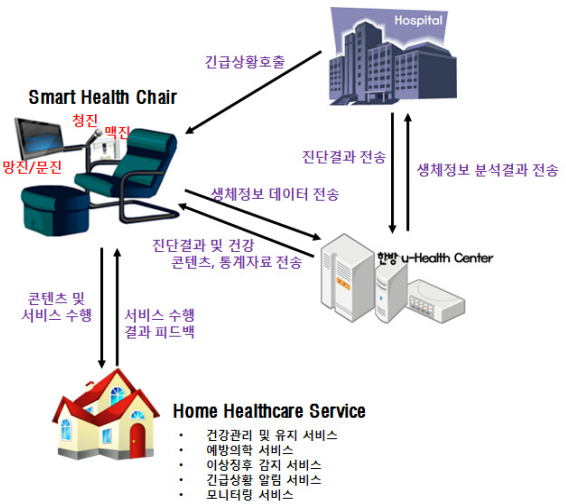 Hospital
긴급상황호출
Smart Health Chair
청진
맥진
망진/문진
진단결과 전송
생체정보 분석결과 전송
생체정보 데이터 전송
진단결과 및 건강
콘텐츠, 통계자료 전송
한방 u-Health Center
콘텐츠 및
서비스 수행
서비스 수행
결과 피드백
Home Healthcare Service
• 건강관리 및 유지 서비스
• 예방의학 서비스
• 이상징후 감지 서비스
• 긴급상황 알림 서비스
• 모니터링 서비스